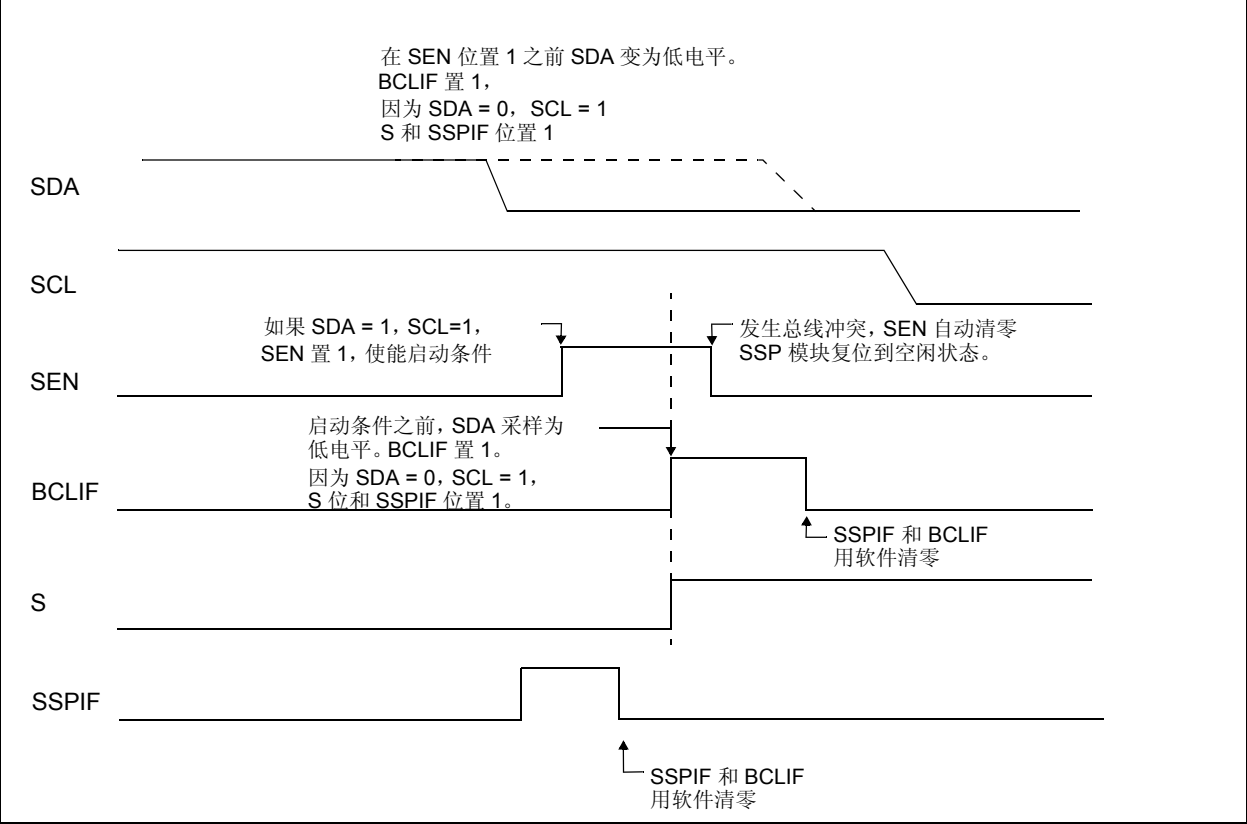 在 SEN 位置 1 之前 SDA 变为低电平。
BCLIF 置 1，
因为 SDA = 0，SCL = 1
S 和 SSPIF 位置 1
SDA
SCL
如果 SDA = 1，SCL=1，
SEN 置 1，使能启动条件
发生总线冲突，SEN 自动清零
SSP 模块复位到空闲状态。
SEN
启动条件之前，SDA 采样为
低电平。BCLIF 置 1。
因为 SDA = 0，SCL = 1，
S 位和 SSPIF 位置 1。
BCLIF
SSPIF 和 BCLIF
用软件清零
S
SSPIF
SSPIF 和 BCLIF
用软件清零